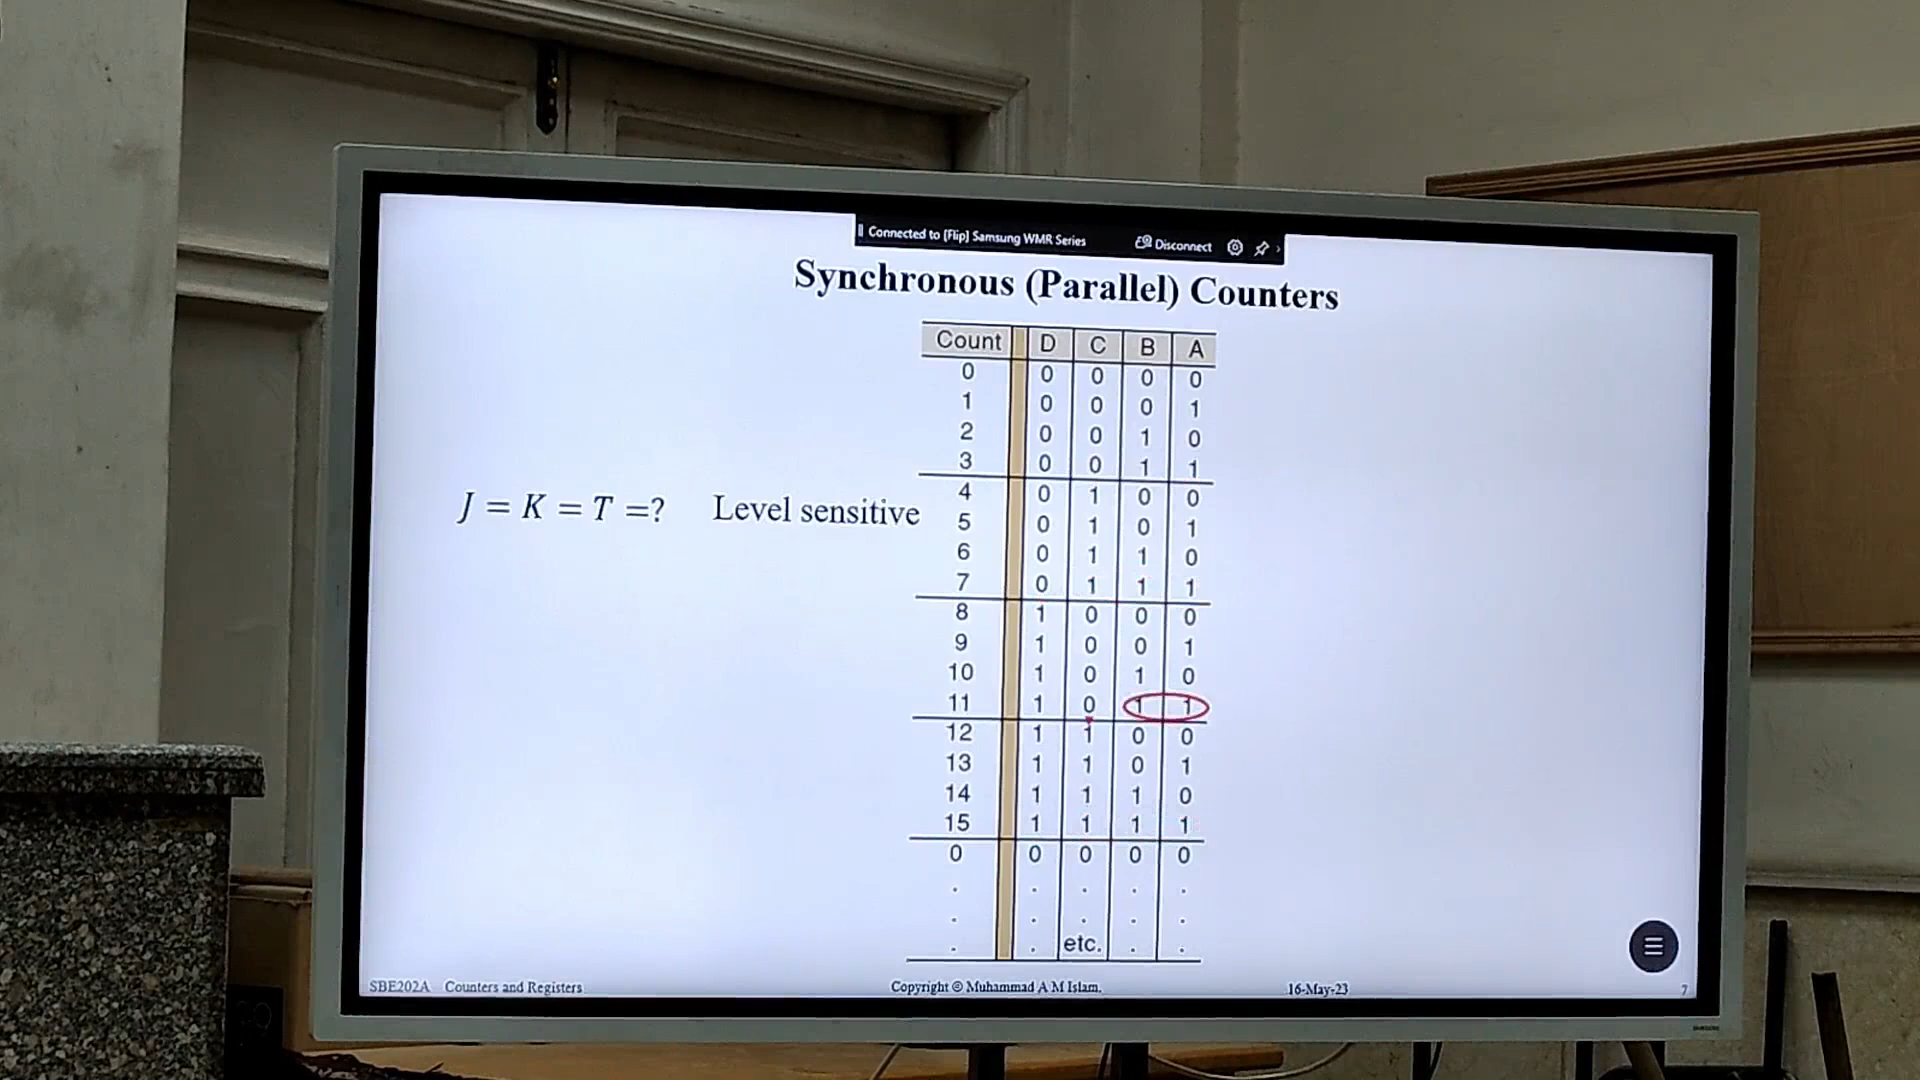 Connected to [Flip] Samsung WMR Series Disconnect
Synchronous (Parallel) Counters
Count D C B A
0 0 0 0 0
1 0 0 0 1
2 0 0 1 0
3 0 0 1 1
J = K = T =? Level sensitive
4 0 1 0 0
5 0 1 0 1
6 0 1 1 0
7 0 1 1 1
8 1 0 0 0
9 1 0 0 1
10 1 0 1 0
11 1 0 1 1
12 1 1 0 0
13 1 1 0 1
14 1 1 1 0
15 1 1 1 1
0 0 0 0 0
. . . . .
. . . . .
. . etc. . .
SBE202A Counters and Registers Copyright © Muhammad A M Islam. 16-May-23 7
SAMSUNG